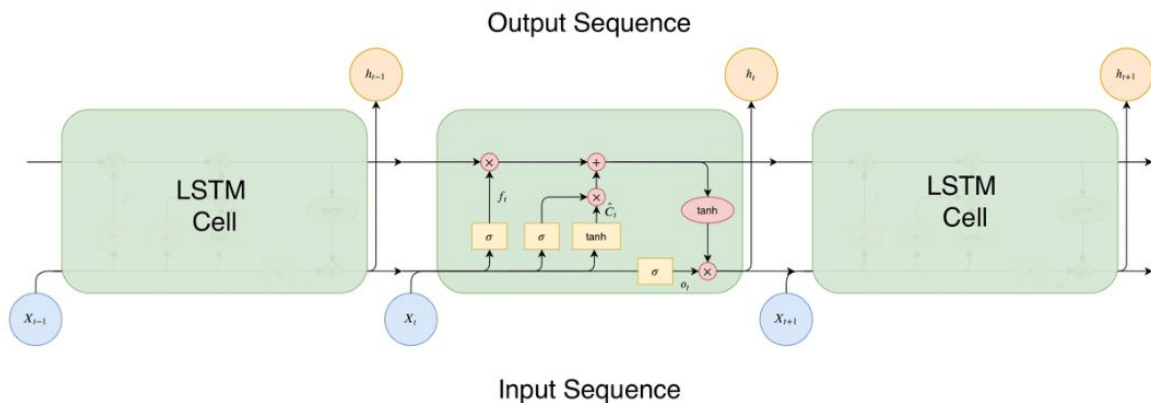 Output Sequence
h_{t-1}
h_t
h_{t+1}
LSTM
Cell
×
+
f_t
×
Ĉ_t
tanh
σ
σ
tanh
σ
o_t
×
LSTM
Cell
X_{t-1}
X_t
X_{t+1}
Input Sequence